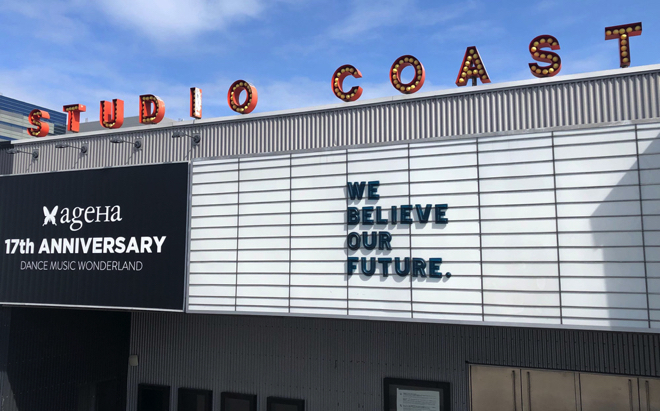 STUDIO COAST
ageHa
17th ANNIVERSARY
DANCE MUSIC WONDERLAND
WE
BELIEVE
OUR
FUTURE.